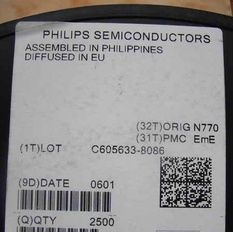 PHILIPS SEMICONDUCTORS
ASSEMBLED IN PHILIPPINES
DIFFUSED IN EU
(32T)ORIG N770
(31T)PMC EmE
(1T)LOT C605633-8086
(9D)DATE 0601
(Q)QTY 2500